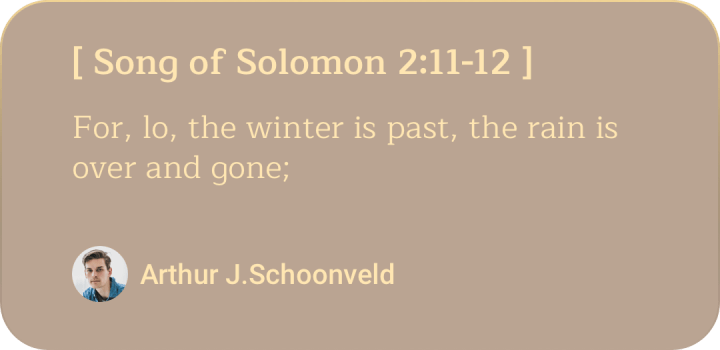 [ Song of Solomon 2:11-12 ]
For, lo, the winter is past, the rain is
over and gone;
Arthur J.Schoonveld